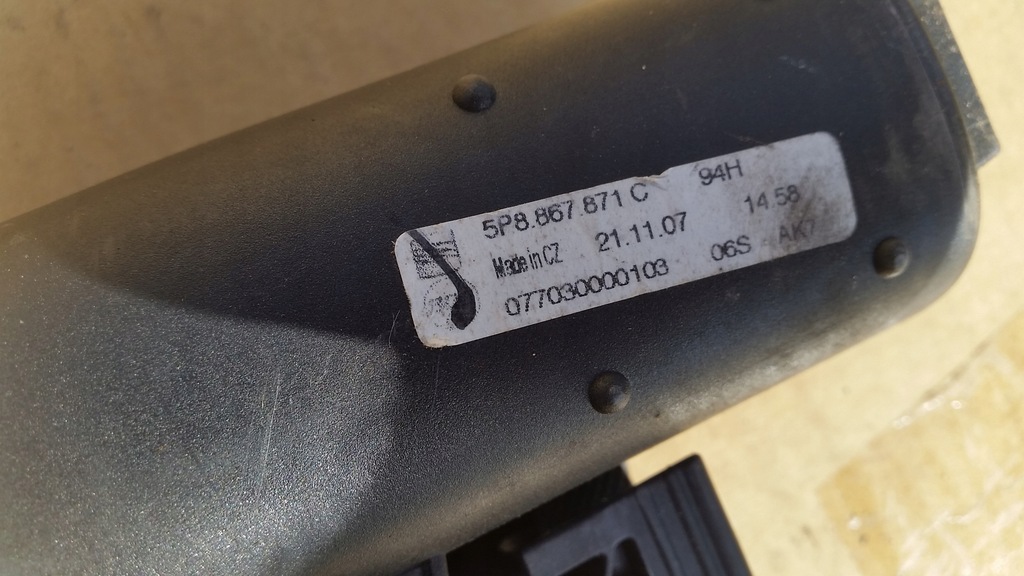 5P8.867.871 C 94H
Made in CZ 21.11.07 14.58
077030000103 06S AK7